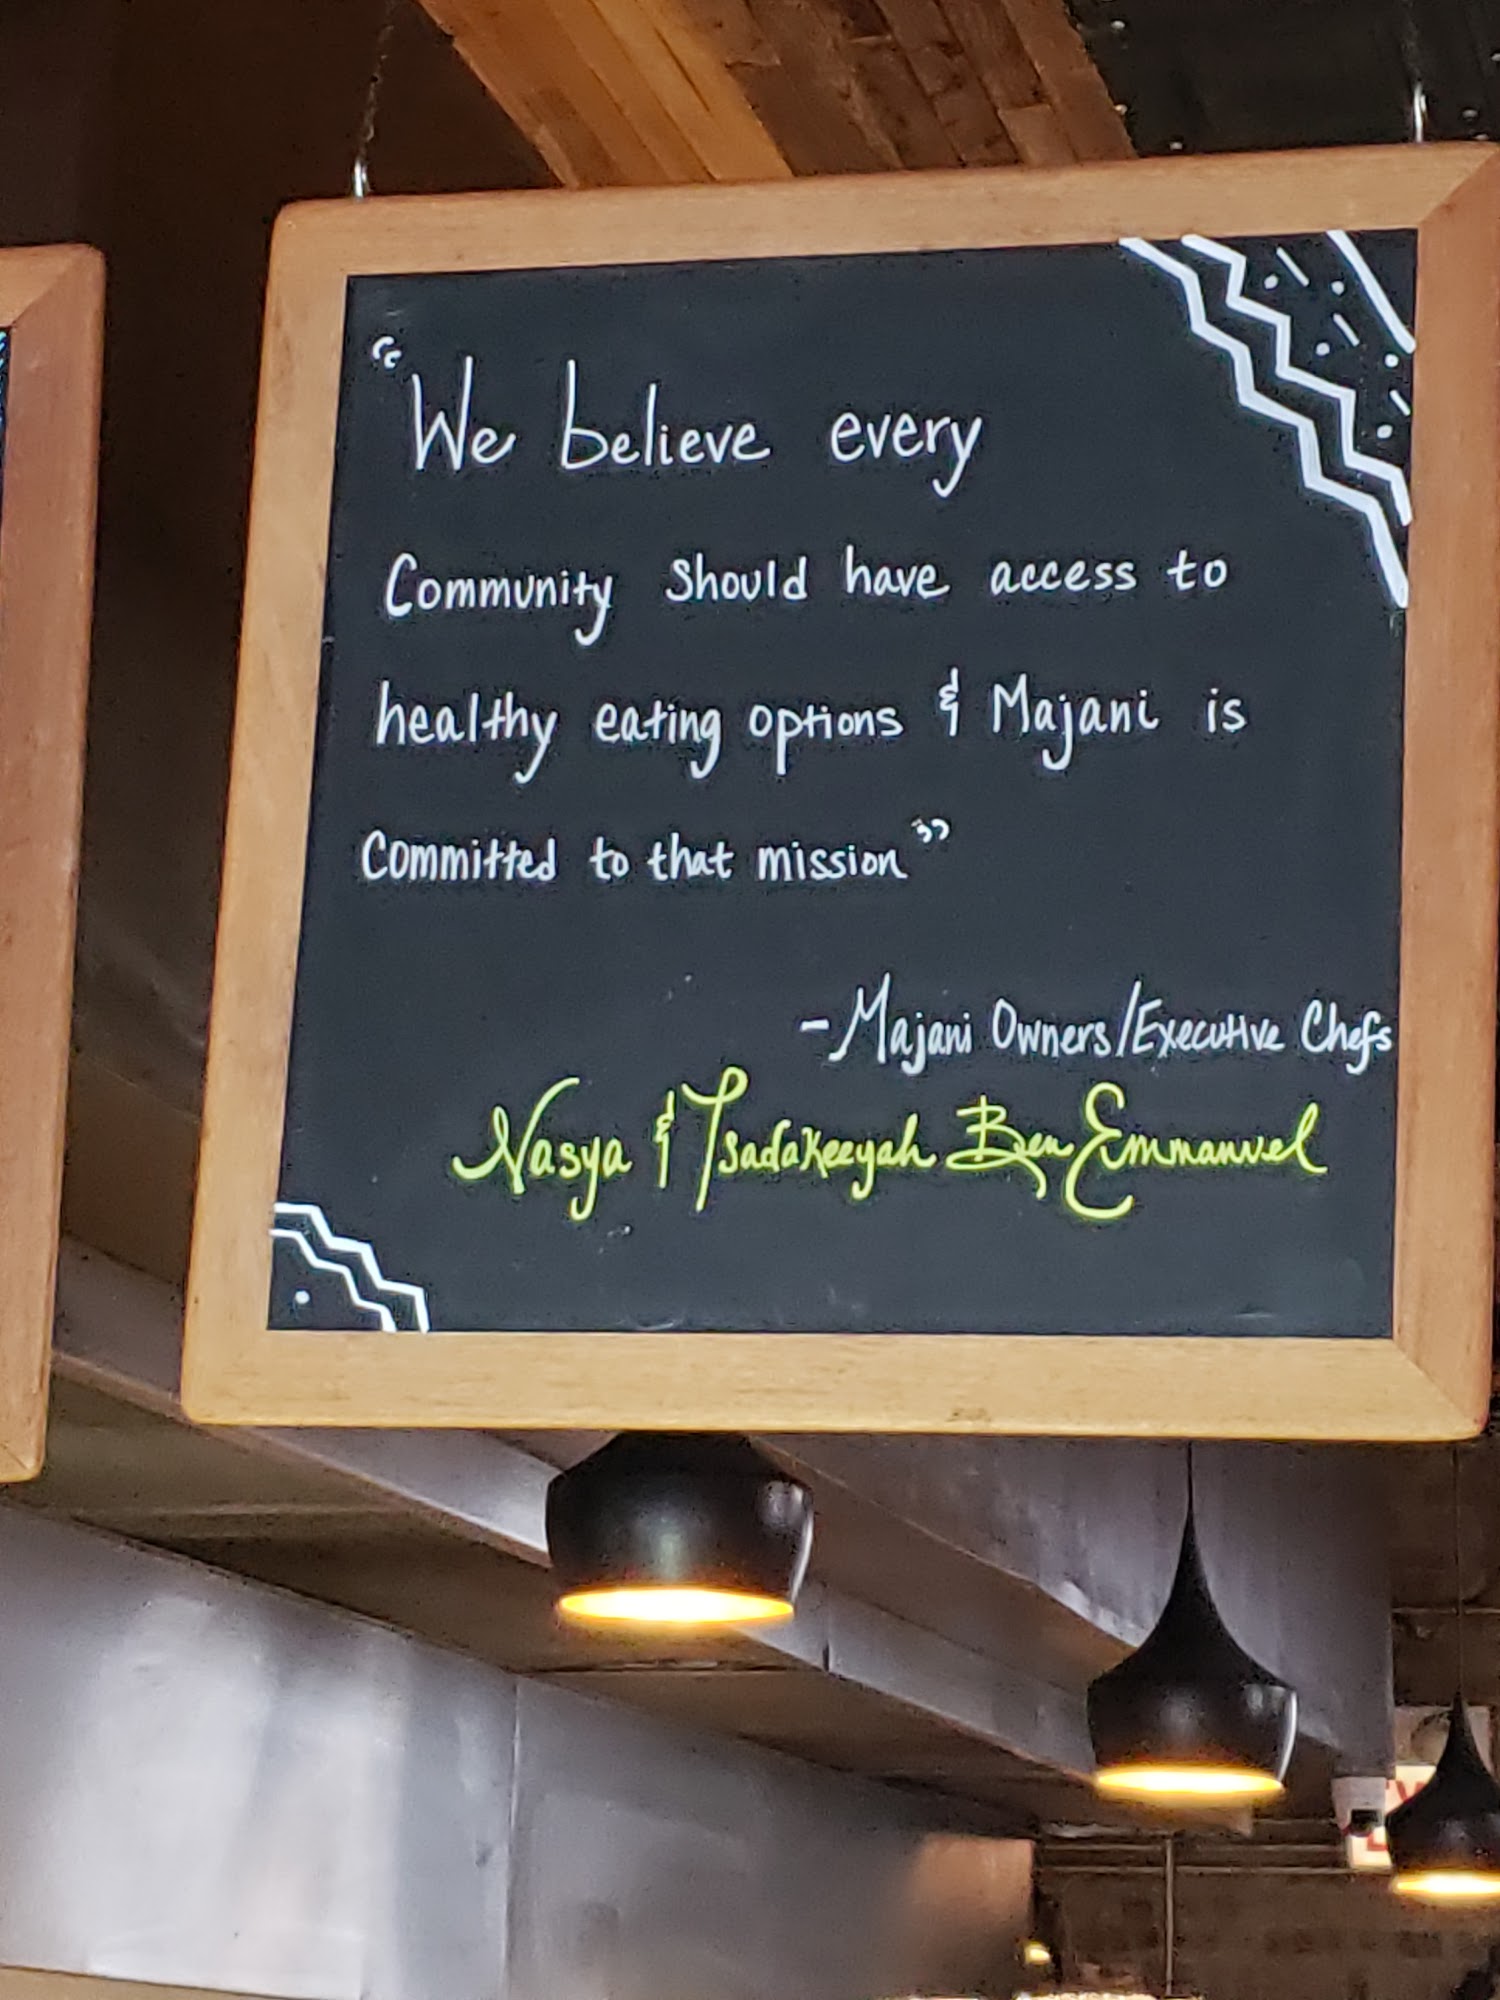 “We believe every
Community should have access to
healthy eating options & Majani is
Committed to that mission”
- Majani Owners/Executive Chefs
Nasya & Tsadakeeyah Ben Emmanuel